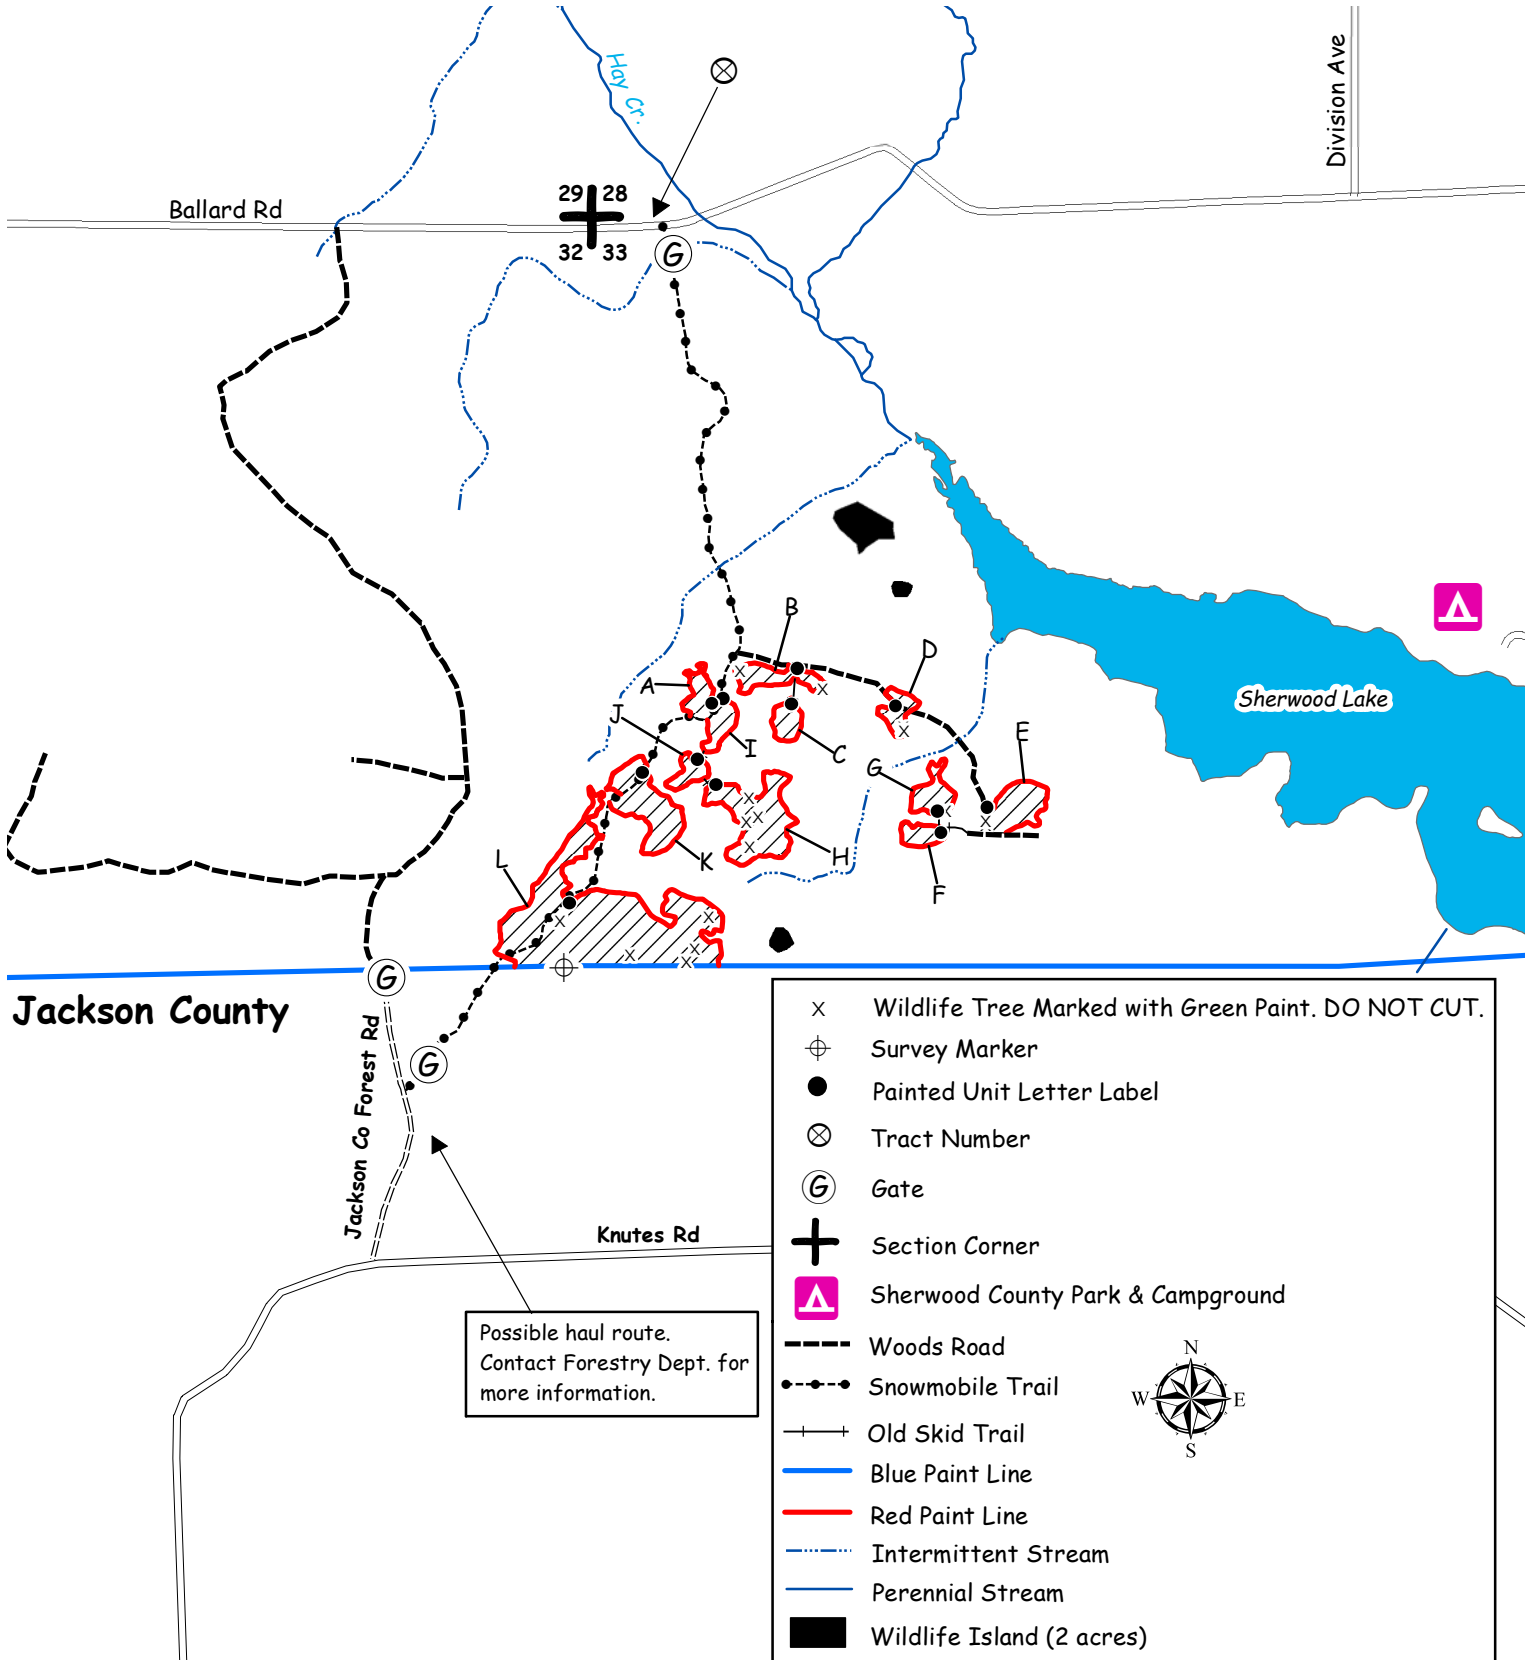 Hay Cr.
Division Ave
29 28
Ballard Rd
32 33
G
B
D
A
J
Sherwood Lake
E
I
C
G
H
K
L
F
G
Jackson County
Jackson Co Forest Rd
G
Knutes Rd
Possible haul route.
Contact Forestry Dept. for
more information.
X Wildlife Tree Marked with Green Paint. DO NOT CUT.
Survey Marker
Painted Unit Letter Label
Tract Number
G Gate
Section Corner
Sherwood County Park & Campground
Woods Road
Snowmobile Trail
Old Skid Trail
Blue Paint Line
Red Paint Line
Intermittent Stream
Perennial Stream
Wildlife Island (2 acres)
N
W E
S